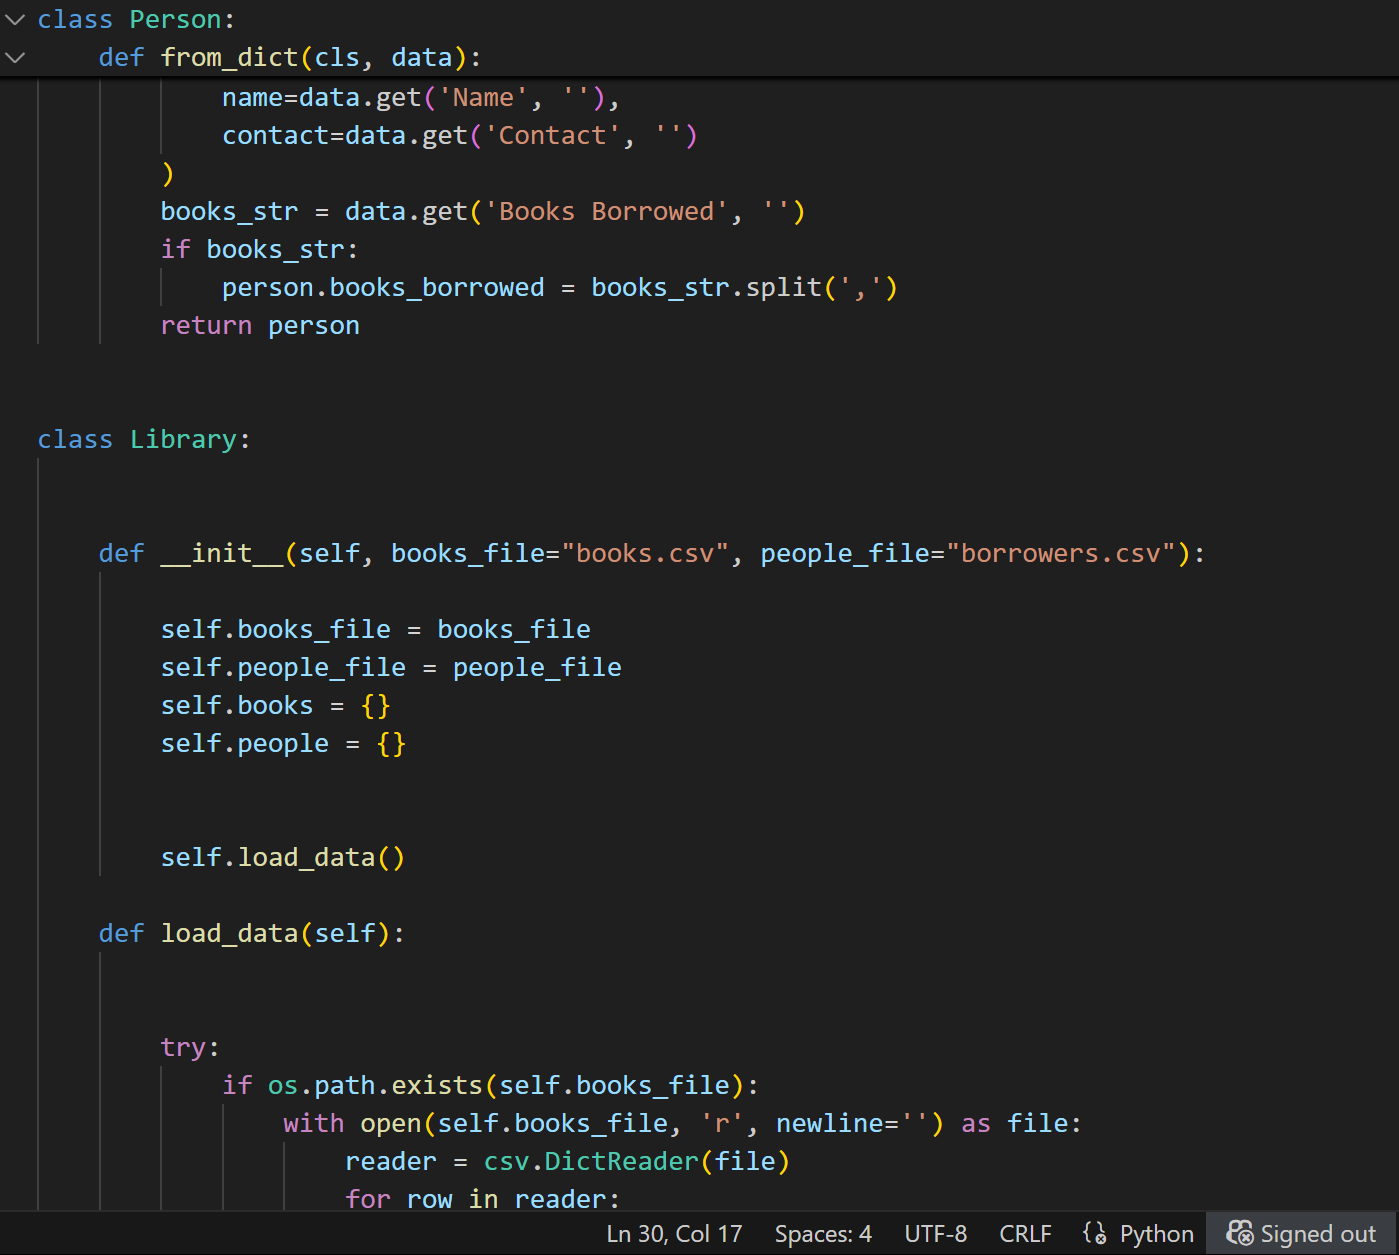 class Person:
    def from_dict(cls, data):
            name=data.get('Name', ''),
            contact=data.get('Contact', '')
        )
        books_str = data.get('Books Borrowed', '')
        if books_str:
            person.books_borrowed = books_str.split(',')
        return person
class Library:
    def __init__(self, books_file="books.csv", people_file="borrowers.csv"):
        self.books_file = books_file
        self.people_file = people_file
        self.books = {}
        self.people = {}
        self.load_data()
    def load_data(self):
        try:
            if os.path.exists(self.books_file):
                with open(self.books_file, 'r', newline='') as file:
                    reader = csv.DictReader(file)
                    for row in reader:
Ln 30, Col 17 Spaces: 4 UTF-8 CRLF {} Python Signed out